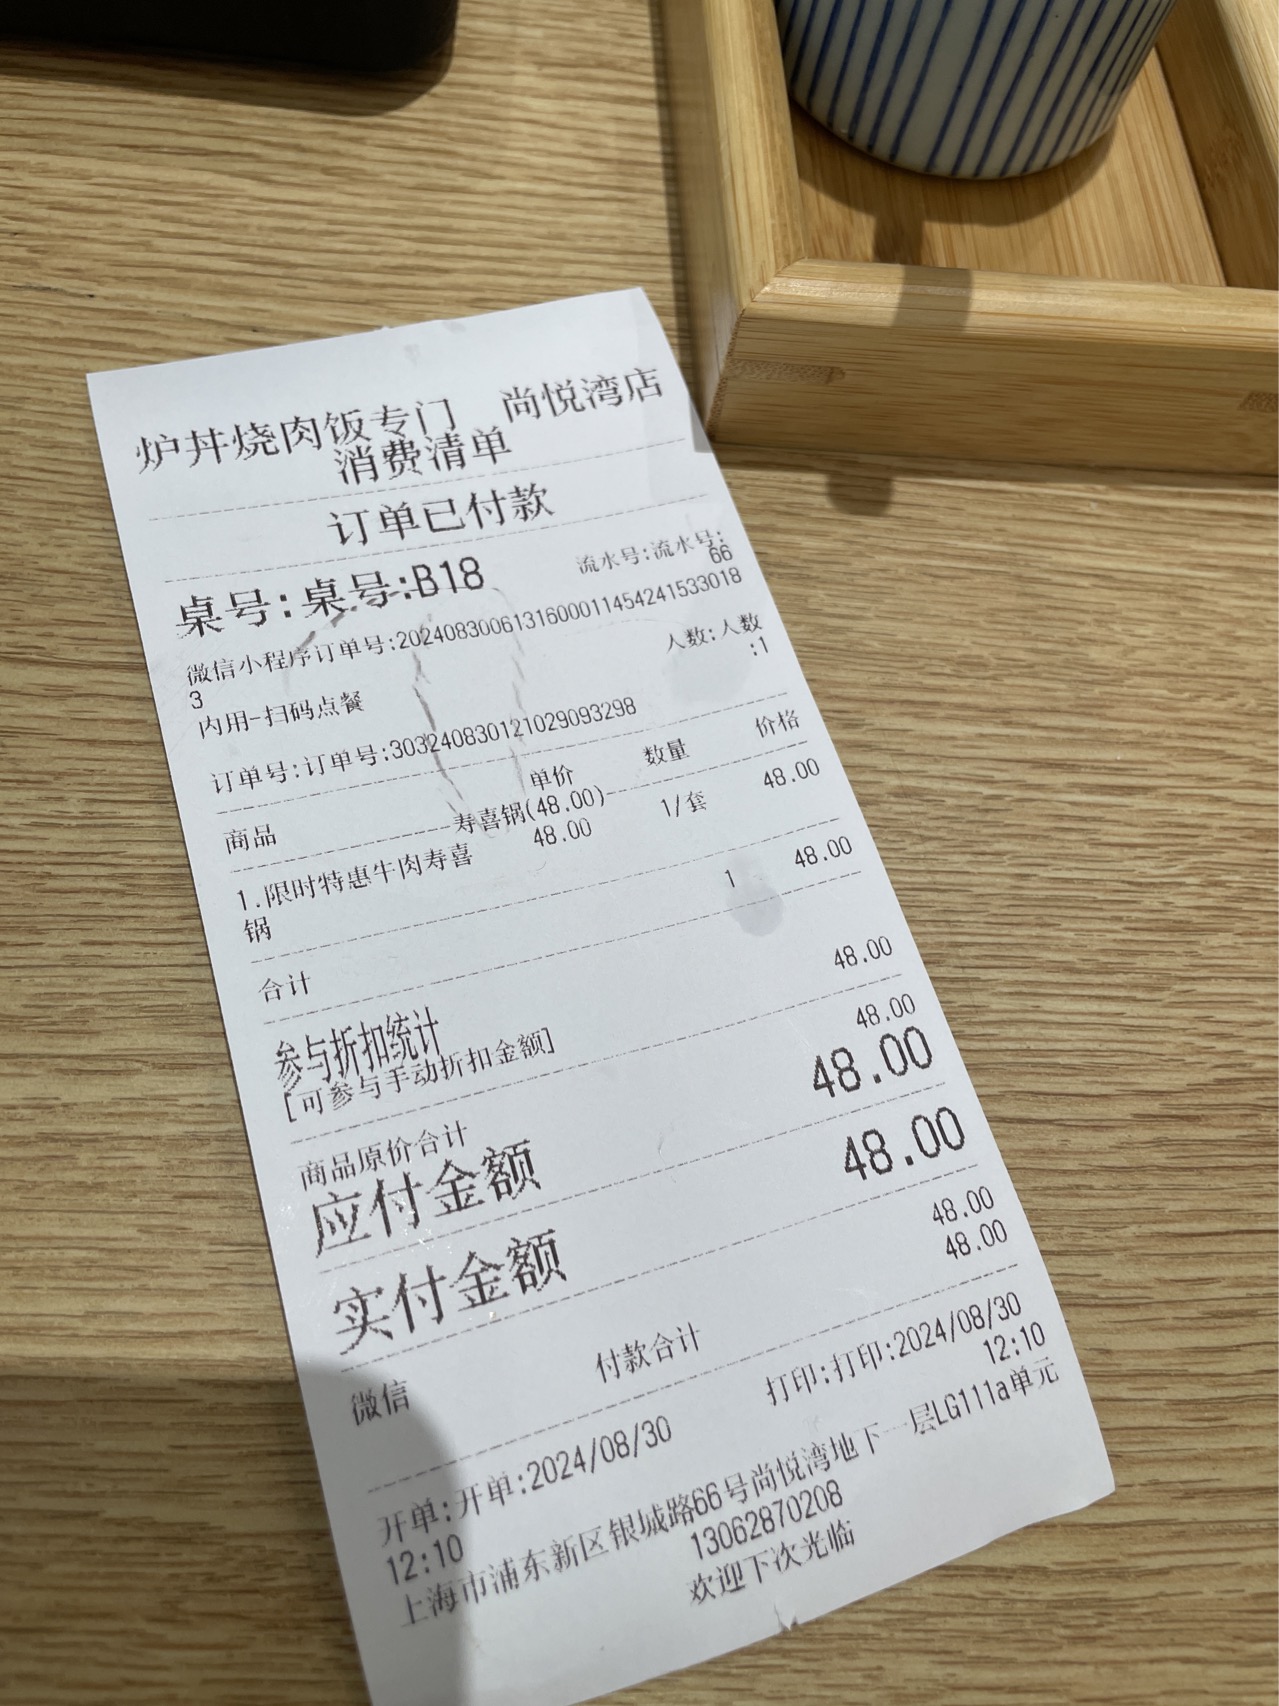 炉丼烧肉饭专门 尚悦湾店
消费清单
订单已付款
桌号:桌号:B18 流水号:流水号:
66
微信小程序订单号:2024083006131600011454241533018
3
内用-扫码点餐 人数:人数
:1
订单号:订单号:303240830121029093298
商品 单价 数量 价格
寿喜锅(48.00)
1.限时特惠牛肉寿喜 48.00 1/套 48.00
锅
合计 1 48.00
参与折扣统计
[可参与手动折扣金额] 48.00
商品原价合计 48.00
应付金额 48.00
实付金额 48.00
微信 48.00
付款合计 48.00
开单:开单:2024/08/30 打印:打印:2024/08/30
12:10 12:10
上海市浦东新区银城路66号尚悦湾地下一层LG111a单元
13062870208
欢迎下次光临